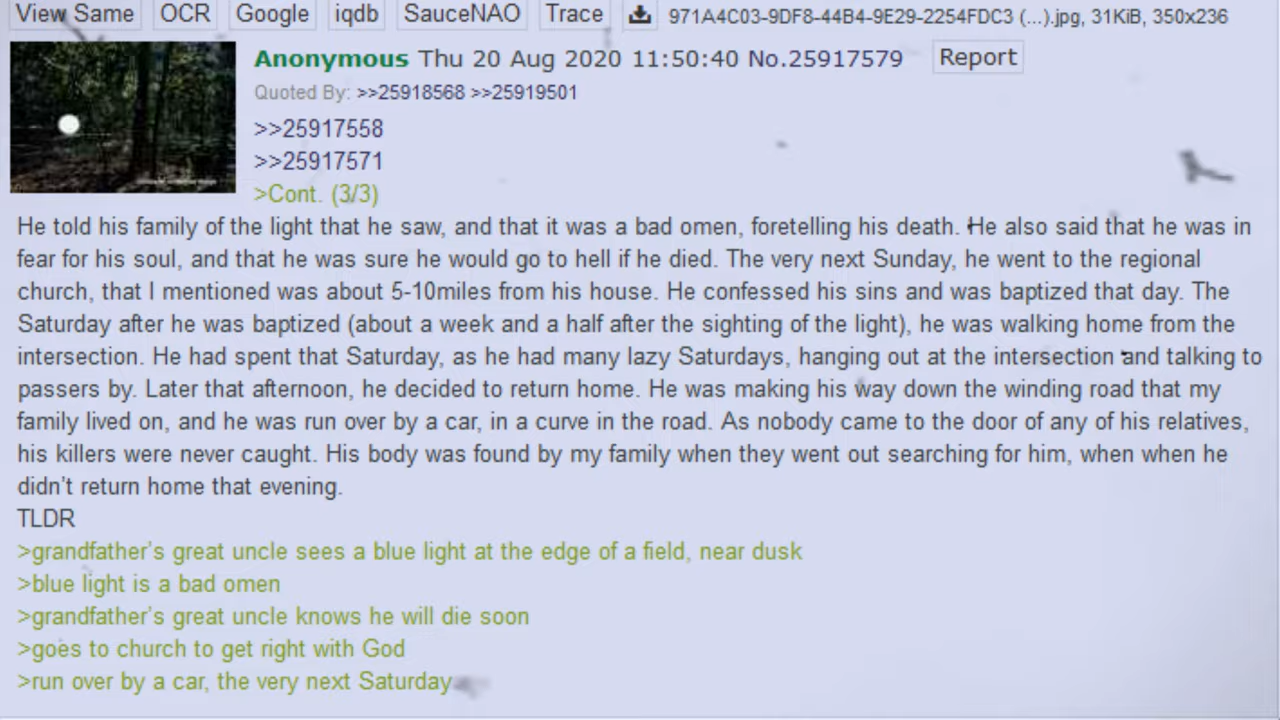 View Same OCR Google iqdb SauceNAO Trace 971A4C03-9DF8-44B4-9E29-2254FDC3 (...).jpg, 31KiB, 350x236
Anonymous Thu 20 Aug 2020 11:50:40 No.25917579 Report
Quoted By: >>25918568 >>25919501
>>25917558
>>25917571
>Cont. (3/3)
He told his family of the light that he saw, and that it was a bad omen, foretelling his death. He also said that he was in
fear for his soul, and that he was sure he would go to hell if he died. The very next Sunday, he went to the regional
church, that I mentioned was about 5-10miles from his house. He confessed his sins and was baptized that day. The
Saturday after he was baptized (about a week and a half after the sighting of the light), he was walking home from the
intersection. He had spent that Saturday, as he had many lazy Saturdays, hanging out at the intersection and talking to
passers by. Later that afternoon, he decided to return home. He was making his way down the winding road that my
family lived on, and he was run over by a car, in a curve in the road. As nobody came to the door of any of his relatives,
his killers were never caught. His body was found by my family when they went out searching for him, when when he
didn't return home that evening.
TLDR
>grandfather's great uncle sees a blue light at the edge of a field, near dusk
>blue light is a bad omen
>grandfather's great uncle knows he will die soon
>goes to church to get right with God
>run over by a car, the very next Saturday